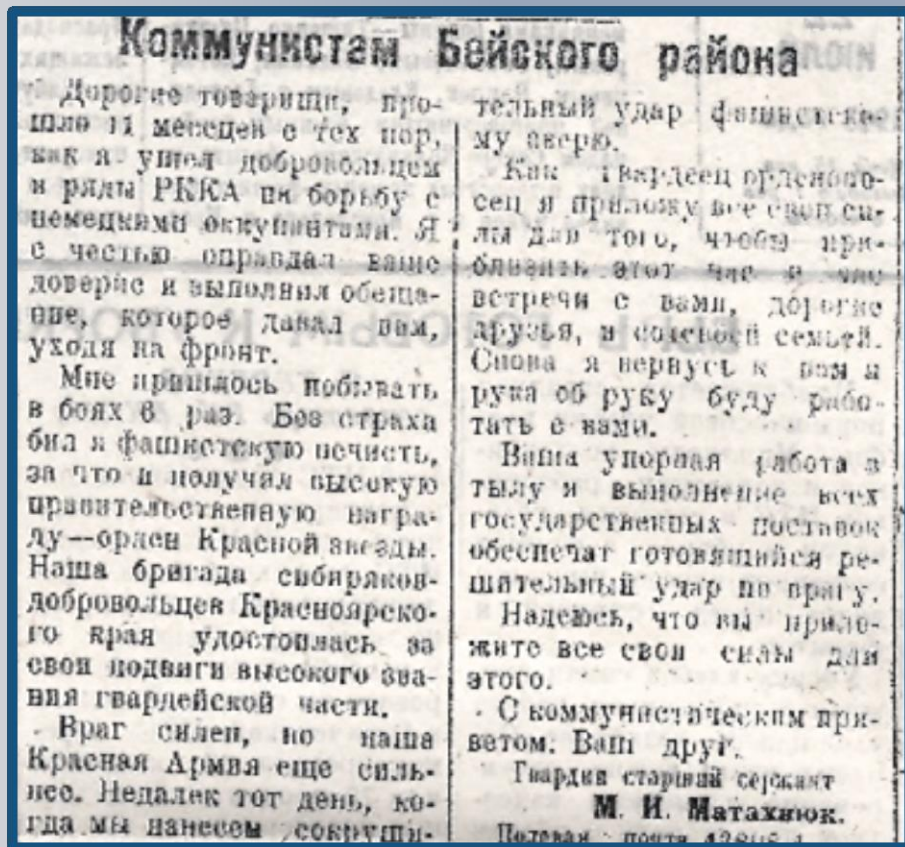 Коммунистам Бейского района
Дорогие товарищи, про-
шло 11 месяцев с тех пор,
как я ушел добровольцем
в ряды РККА на борьбу с
немецкими оккупантами. Я
с честью оправдал ваше
доверие и выполнил обеща-
ние, которое давал вам,
уходя на фронт.
Мне пришлось побывать
в боях 6 раз. Без страха
бил я фашистскую нечисть,
за что и получил высокую
правительственную награ-
ду—орден Красной звезды.
Наша бригада сибиряков-
добровольцев Красноярско-
го края удостоилась за
свои подвиги высокого зва-
ния гвардейской части.
Враг силен, но наша
Красная Армия еще силь-
нее. Недалек тот день, ко-
гда мы нанесем сокруши-
тельный удар фашистско-
му зверю.
Как гвардеец орденоно-
сец я приложу все свои си-
лы для того, чтобы при-
близить этот час и час
встречи с вами, дорогие
друзья, и со своей семьей.
Снова я вернусь к вам и
рука об руку буду рабо-
тать с вами.
Ваша упорная работа в
тылу и выполнение всех
государственных поставок
обеспечат готовящийся ре-
шительный удар по врагу.
Надеюсь, что вы прило-
жите все свои силы для
этого.
С коммунистическим при-
ветом: Ваш друг
Гвардии старший сержант
М. И. Матахнюк.
Полевая почта